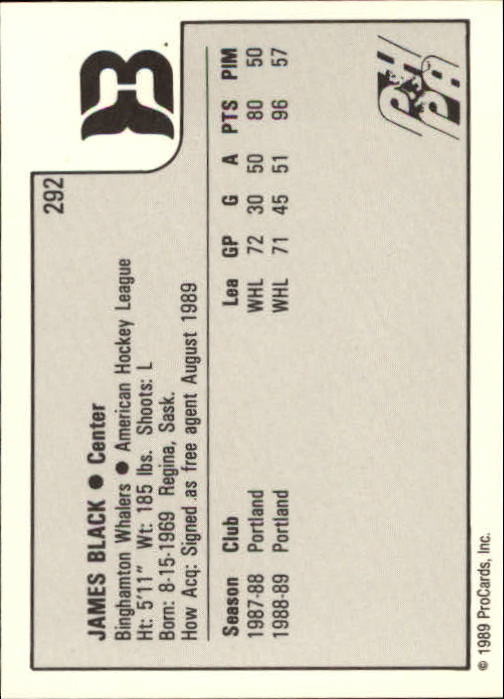 292
JAMES BLACK ● Center
Binghamton Whalers ● American Hockey League
Ht: 5'11" Wt: 185 lbs. Shoots: L
Born: 8-15-1969 Regina, Sask.
How Acq: Signed as free agent August 1989
Season Club Lea GP G A PTS PIM
1987-88 Portland WHL 72 30 50 80 50
1988-89 Portland WHL 71 45 51 96 57
© 1989 ProCards, Inc.